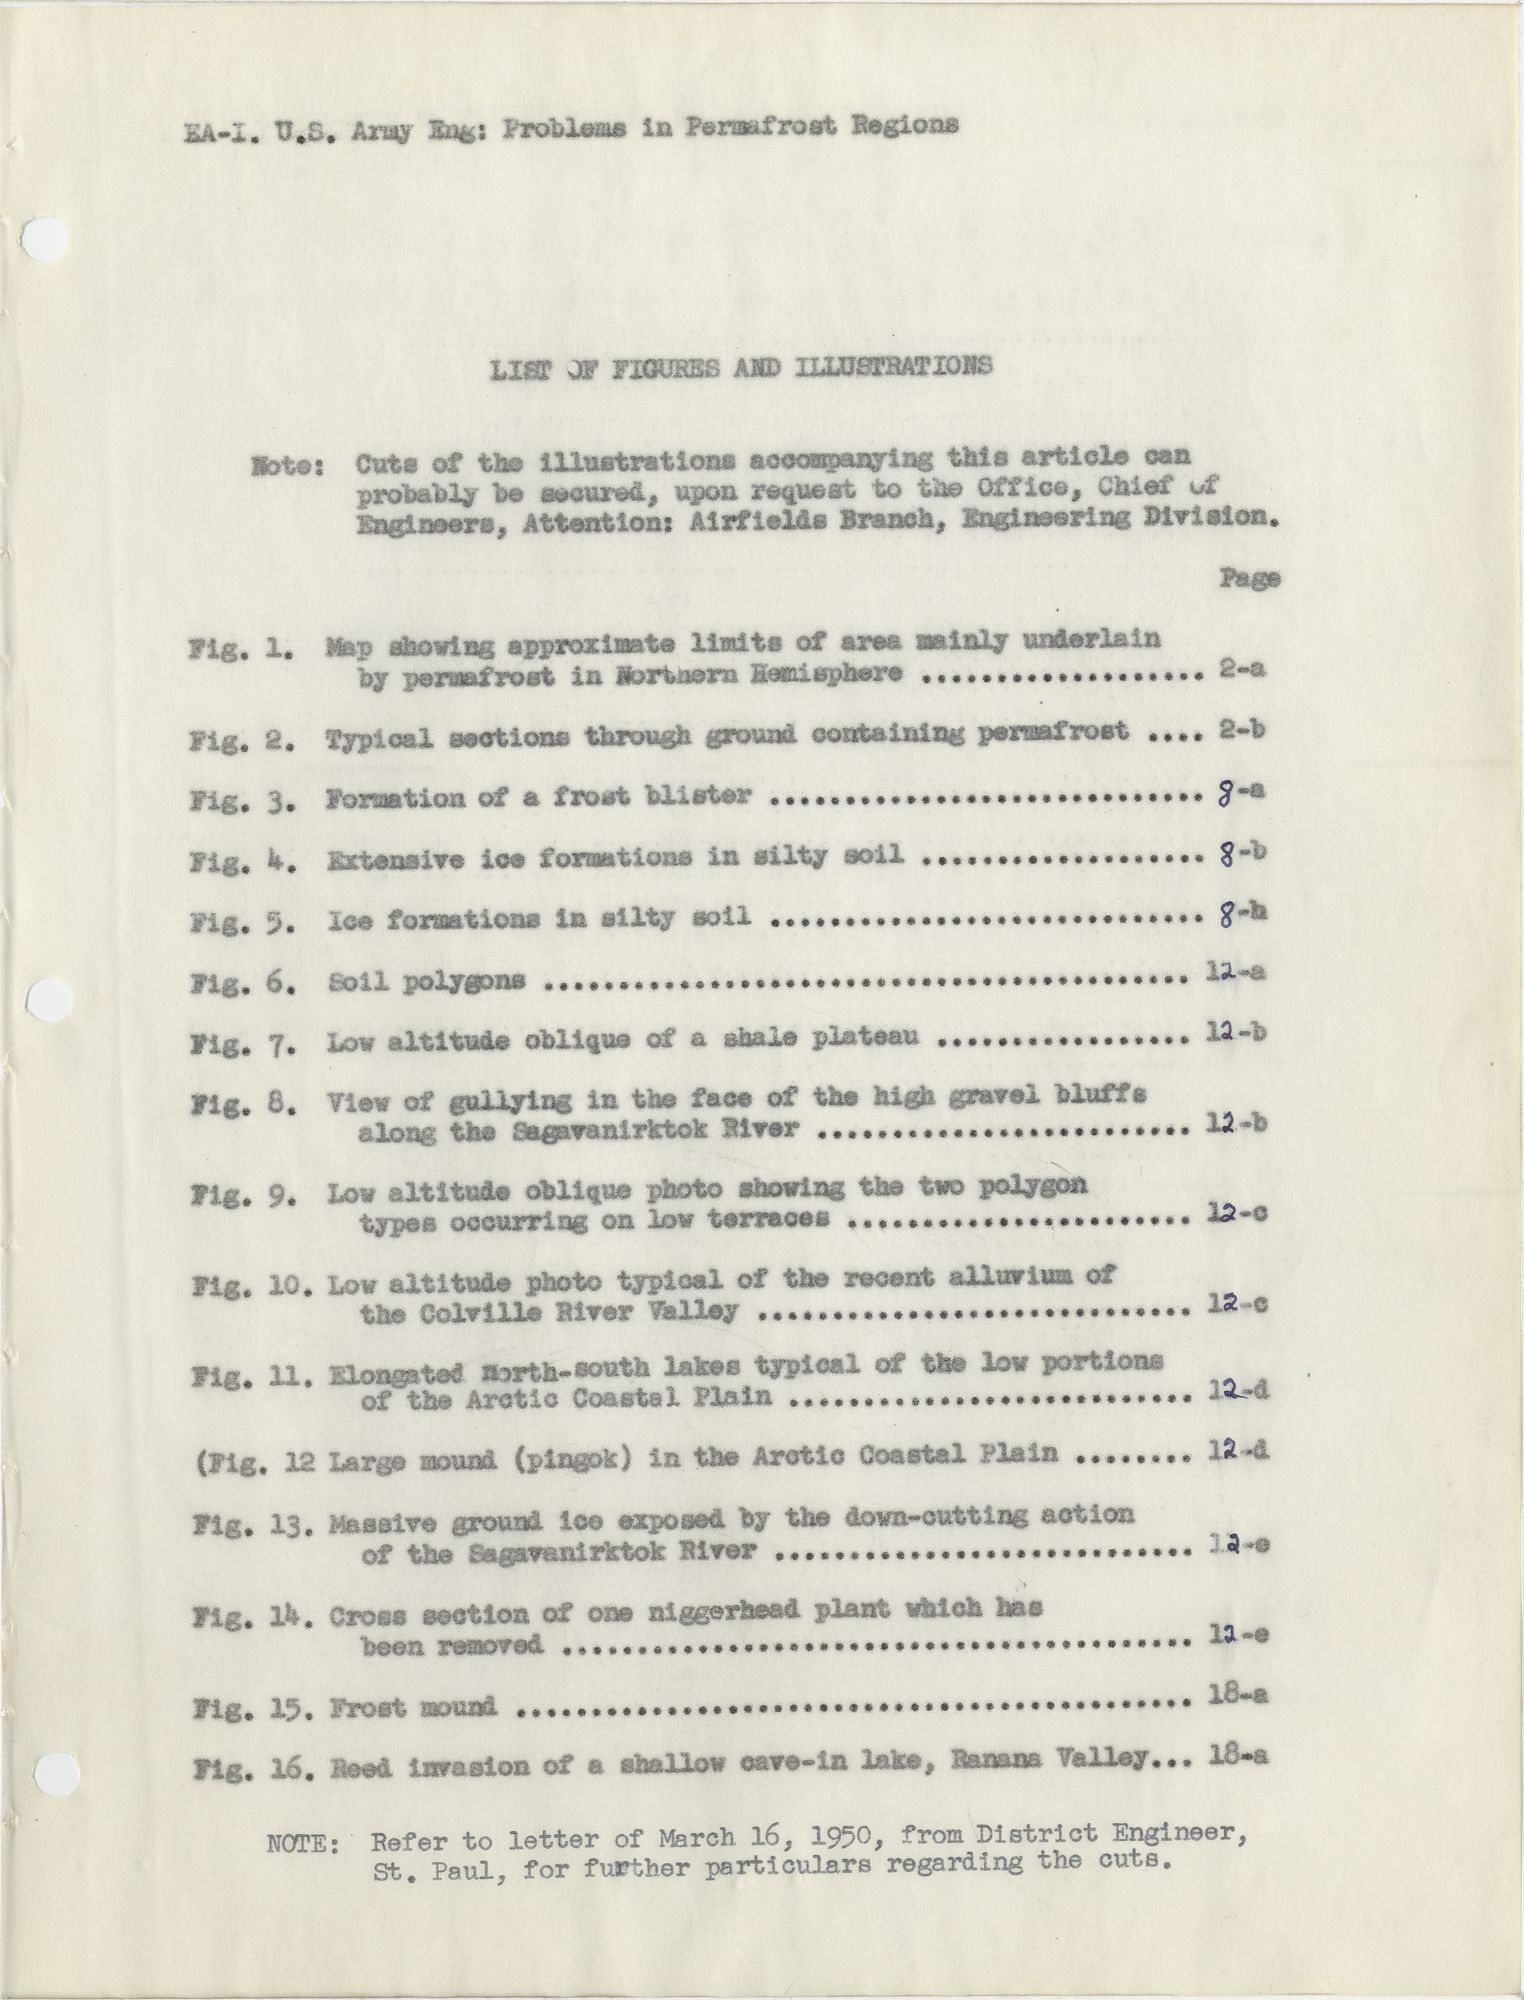 EA-I. U.S. Army Eng: Problems in Permafrost Regions
LIST OF FIGURES AND ILLUSTRATIONS
Note: Cuts of the illustrations accompanying this article can
probably be secured, upon request to the Office, Chief of
Engineers, Attention: Airfields Branch, Engineering Division.
Page
Fig. 1. Map showing approximate limits of area mainly underlain
by permafrost in Northern Hemisphere ................... 2-a
Fig. 2. Typical sections through ground containing permafrost .... 2-b
Fig. 3. Formation of a frost blister ............................. 8-a
Fig. 4. Extensive ice formations in silty soil ................... 8-b
Fig. 5. Ice formations in silty soil ............................. 8-b
Fig. 6. Soil polygons ........................................... 12-a
Fig. 7. Low altitude oblique of a shale plateau ................. 12-b
Fig. 8. View of gullying in the face of the high gravel bluffs
along the Sagavanirktok River ......................... 12-b
Fig. 9. Low altitude oblique photo showing the two polygon
types occurring on low terraces ....................... 12-c
Fig. 10. Low altitude photo typical of the recent alluvium of
the Colville River Valley ............................. 12-c
Fig. 11. Elongated North-south lakes typical of the low portions
of the Arctic Coastal Plain ........................... 12-d
(Fig. 12 Large mound (pingok) in the Arctic Coastal Plain ........ 12-d
Fig. 13. Massive ground ice exposed by the down-cutting action
of the Sagavanirktok River ............................ 12-e
Fig. 14. Cross section of one niggerhead plant which has
been removed .......................................... 12-e
Fig. 15. Frost mound ............................................. 18-a
Fig. 16. Reed invasion of a shallow cave-in lake, Ranana Valley... 18-a
NOTE: Refer to letter of March 16, 1950, from District Engineer,
St. Paul, for further particulars regarding the cuts.